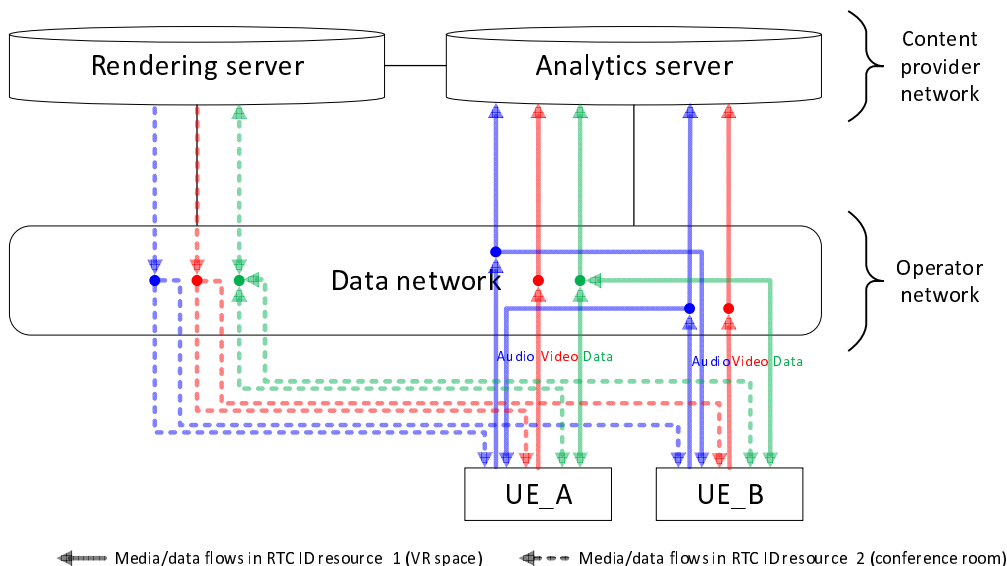 Rendering server
Analytics server
Content
provider
network
Data network
Operator
network
Audio Video Data
Audio Video Data
UE_A
UE_B
Media/data flows in RTC ID resource 1 (VR space)
Media/data flows in RTC ID resource 2 (conference room)